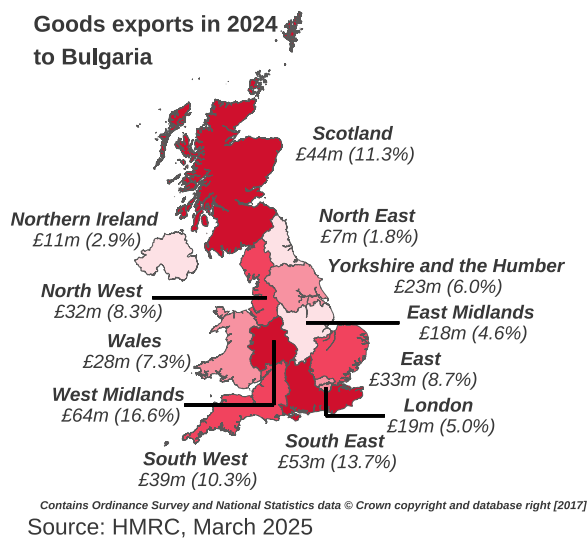 Goods exports in 2024
to Bulgaria
Scotland
£44m (11.3%)
Northern Ireland
£11m (2.9%)
North East
£7m (1.8%)
Yorkshire and the Humber
£23m (6.0%)
North West
£32m (8.3%)
East Midlands
£18m (4.6%)
Wales
£28m (7.3%)
East
£33m (8.7%)
West Midlands
£64m (16.6%)
London
£19m (5.0%)
South East
£53m (13.7%)
South West
£39m (10.3%)
Contains Ordinance Survey and National Statistics data © Crown copyright and database right [2017]
Source: HMRC, March 2025